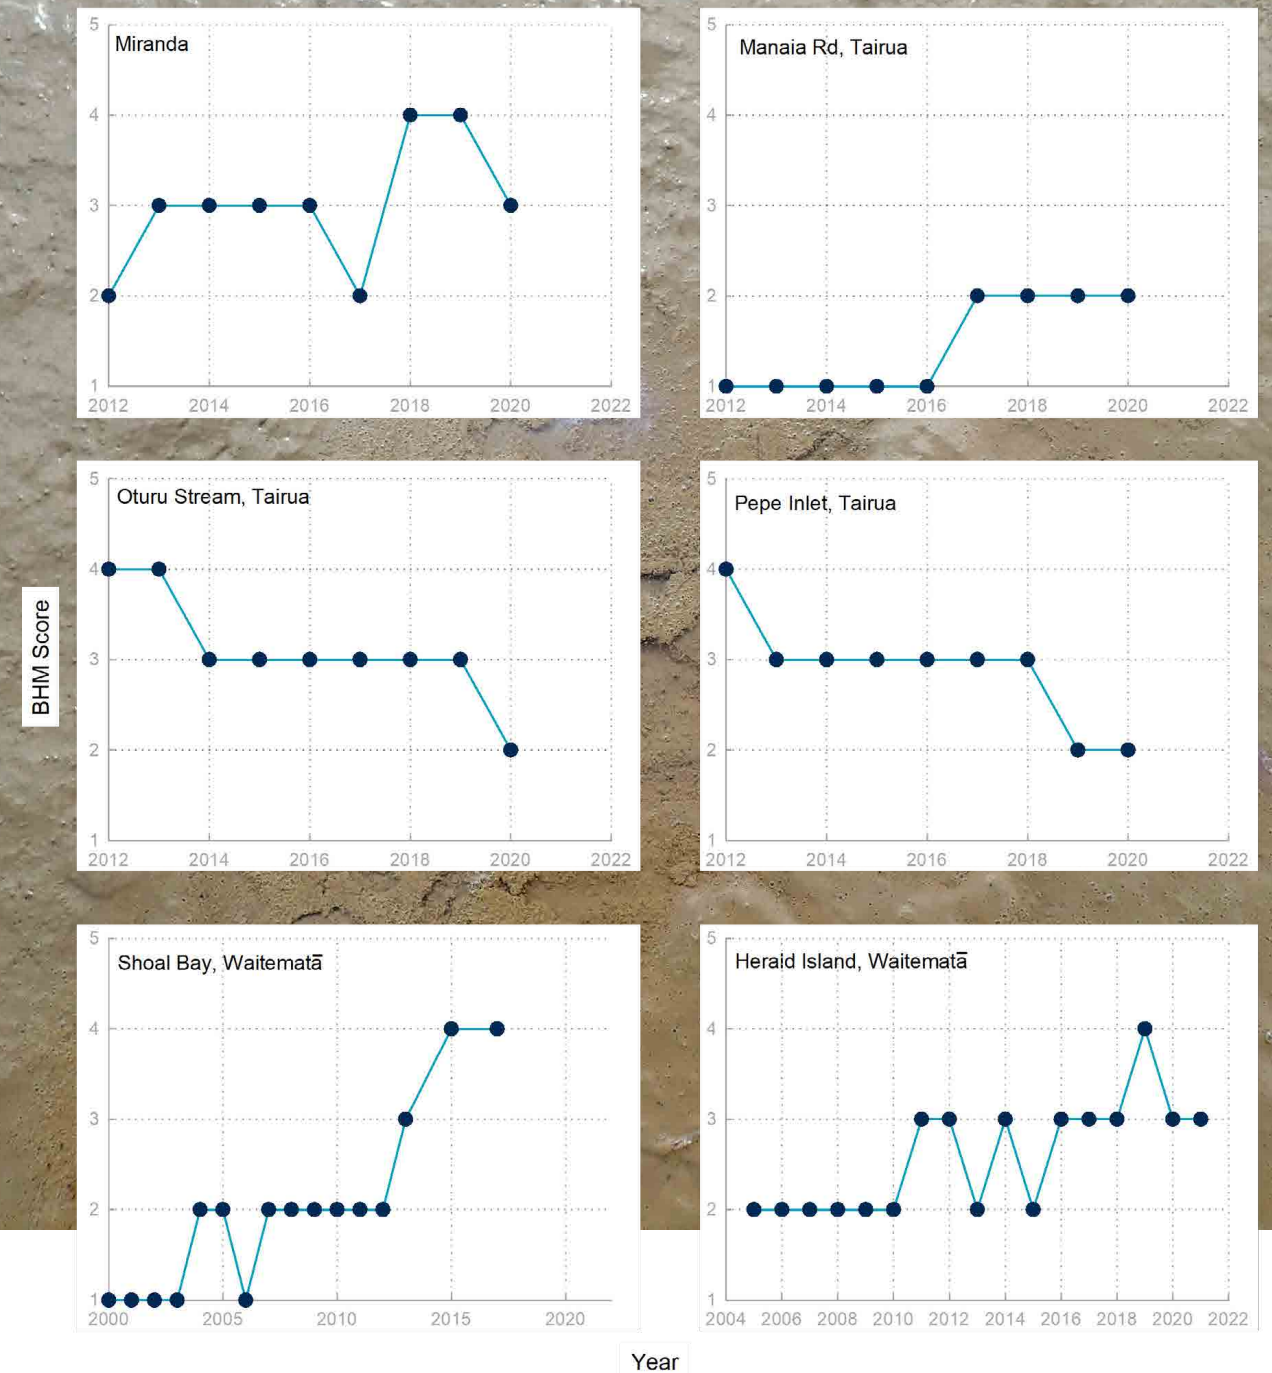 5
Miranda
4
3
2
1
2012 2014 2016 2018 2020 2022
5
Manaia Rd, Tairua
4
3
2
1
2012 2014 2016 2018 2020 2022
5
Oturu Stream, Tairua
4
3
2
1
2012 2014 2016 2018 2020 2022
5
Pepe Inlet, Tairua
4
3
2
1
2012 2014 2016 2018 2020 2022
BHM Score
5
Shoal Bay, Waitematā
4
3
2
1
2000 2005 2010 2015 2020
5
Herald Island, Waitematā
4
3
2
1
2004 2006 2008 2010 2012 2014 2016 2018 2020 2022
Year